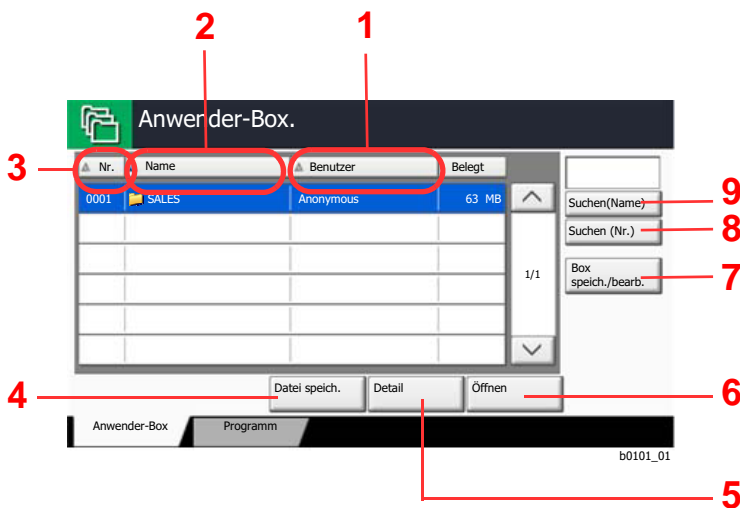 2 1
Anwender-Box.
3 Nr. Name Benutzer Belegt
0001 SALES Anonymous 63 MB
Suchen(Name) 9
Suchen (Nr.) 8
1/1
Box
speich./bearb. 7
4 Datei speich. Detail Öffnen 6
Anwender-Box Programm
b0101_01
5